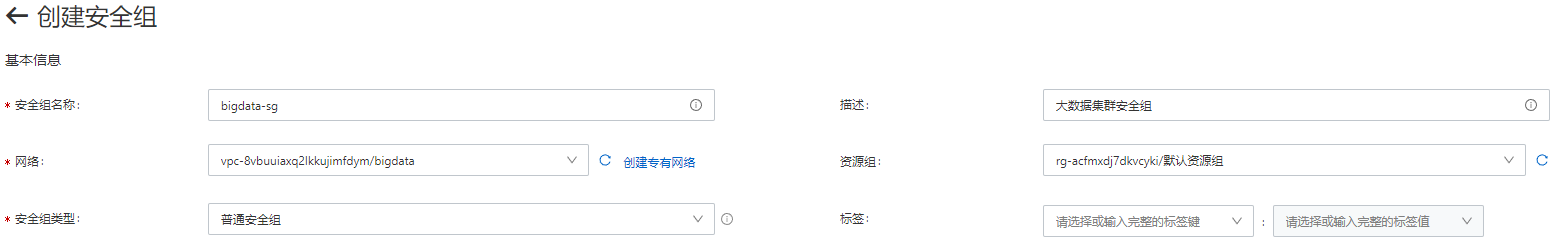 创建安全组
基本信息
* 安全组名称: bigdata-sg 描述: 大数据集群安全组
* 网络: vpc-8vbuuiaxq2lkkujimfdym/bigdata 创建专有网络 资源组: rg-acfmxdj7dkvcyki/默认资源组
* 安全组类型: 普通安全组 标签: 请选择或输入完整的标签键 : 请选择或输入完整的标签值